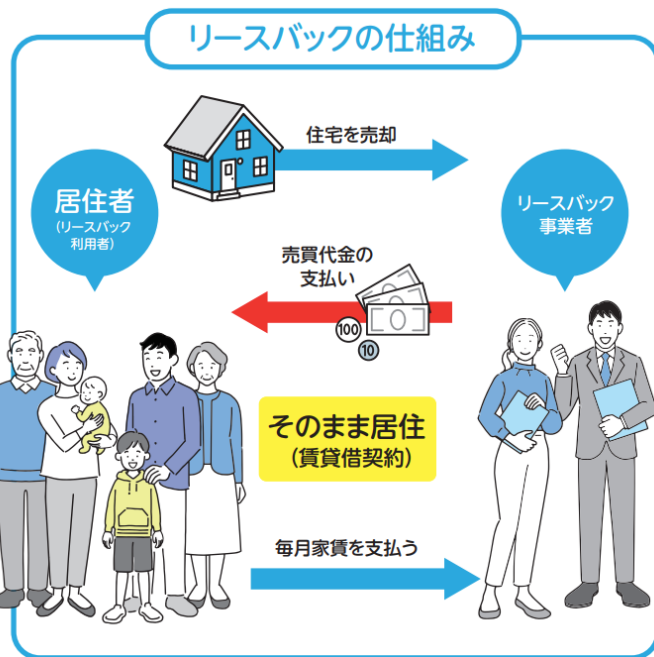 リースバックの仕組み
住宅を売却
居住者
(リースバック
利用者)
リースバック
事業者
売買代金の
支払い
100
10
そのまま居住
(賃貸借契約)
毎月家賃を支払う